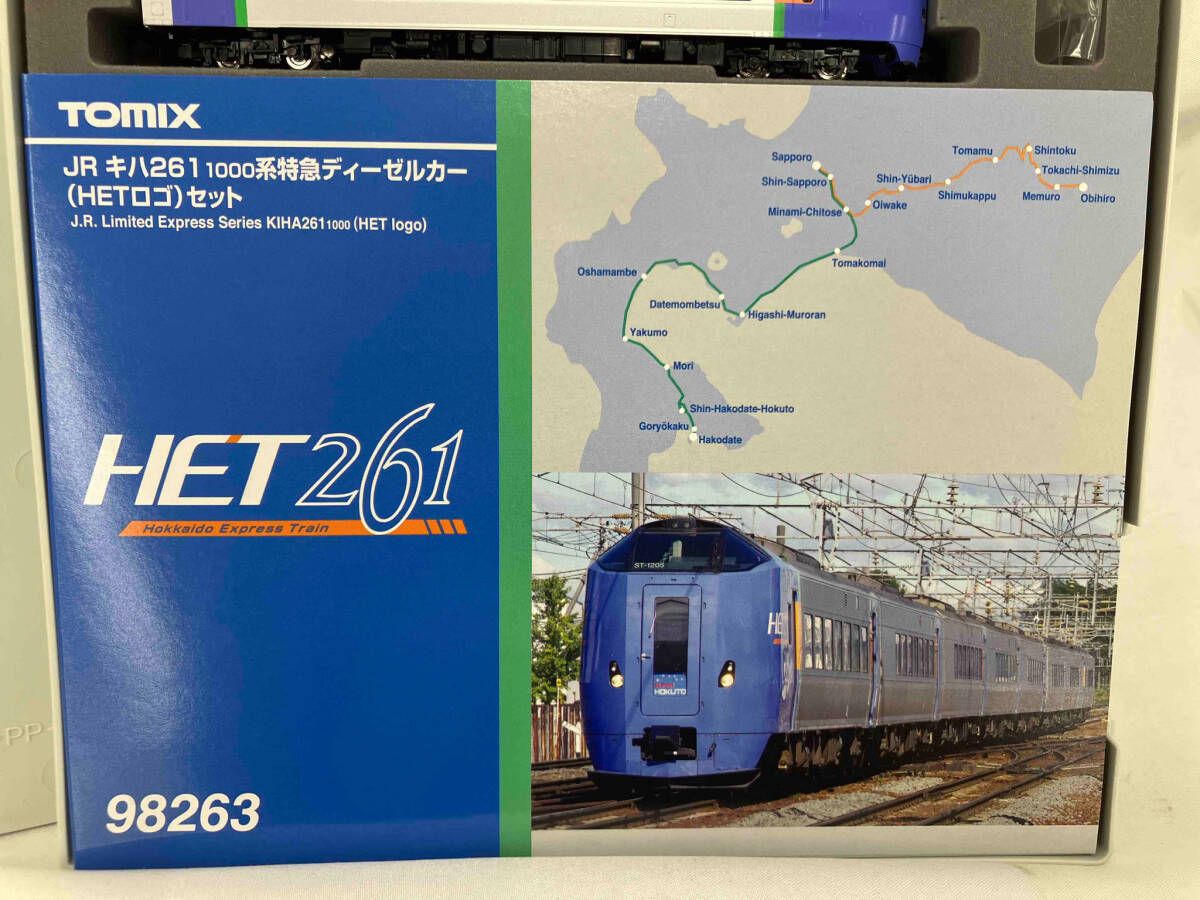 TOMIX
JR キハ261 1000系特急ディーゼルカー
(HETロゴ)セット
J.R. Limited Express Series KIHA261 1000 (HET logo)
HET261
Hokkaido Express Train
98263
Sapporo
Shin-Sapporo
Minami-Chitose
Oiwake
Shin-Yūbari
Shimukappu
Tomamu
Shintoku
Tokachi-Shimizu
Memuro
Obihiro
Tomakomai
Oshamambe
Datemombetsu
Higashi-Muroran
Yakumo
Mori
Shin-Hakodate-Hokuto
Goryōkaku
Hakodate
ST-1205
HE
HOKUTO
PP